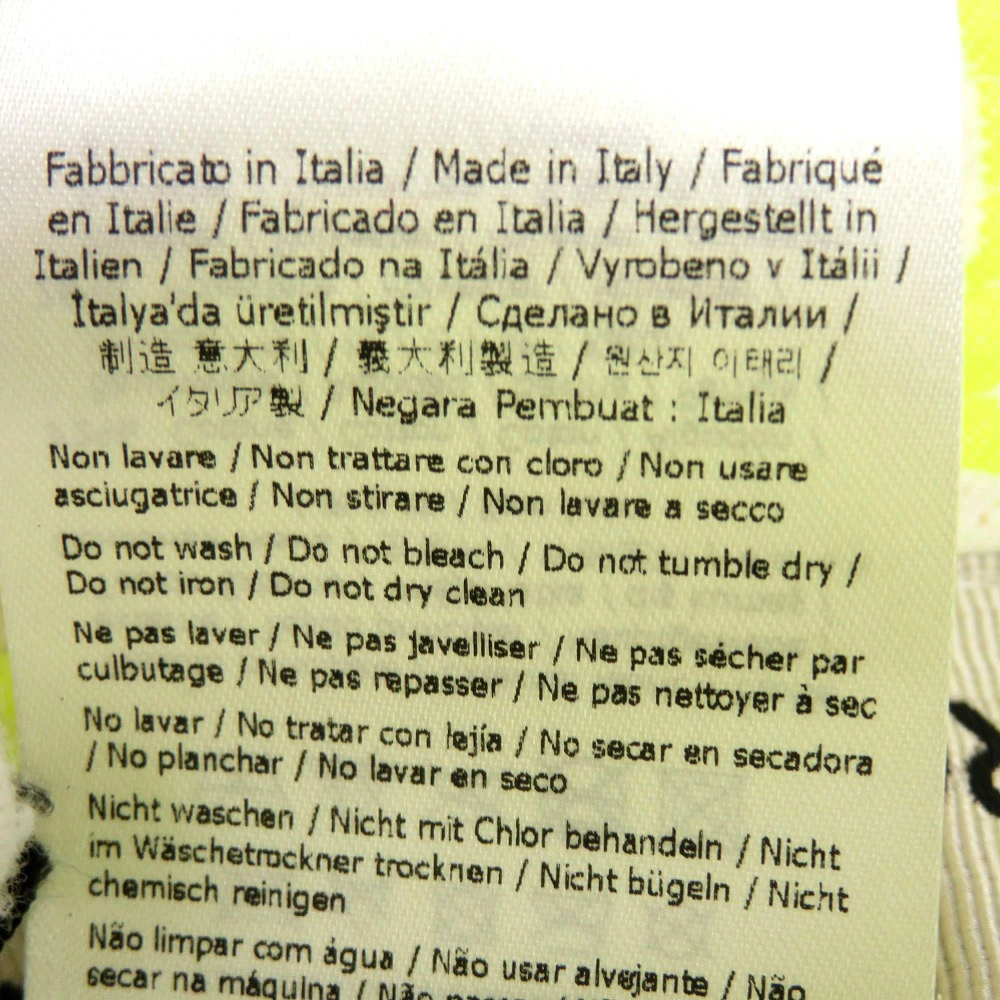 Fabbricato in Italia / Made in Italy / Fabriqué
en Italie / Fabricado en Italia / Hergestellt in
Italien / Fabricado na Itália / Vyrobeno v Itálii /
İtalya'da üretilmiştir / Сделано в Италии /
制造 意大利 / 義大利製造 / 원산지 이태리 /
イタリア製 / Negara Pembuat : Italia
Non lavare / Non trattare con cloro / Non usare
asciugatrice / Non stirare / Non lavare a secco
Do not wash / Do not bleach / Do not tumble dry /
Do not iron / Do not dry clean
Ne pas laver / Ne pas javelliser / Ne pas sécher par
culbutage / Ne pas repasser / Ne pas nettoyer à sec
No lavar / No tratar con lejía / No secar en secadora
/ No planchar / No lavar en seco
Nicht waschen / Nicht mit Chlor behandeln / Nicht
im Wäschetrockner trocknen / Nicht bügeln / Nicht
chemisch reinigen
Não limpar com água / Não usar alvejante / Não
secar na máquina / Não